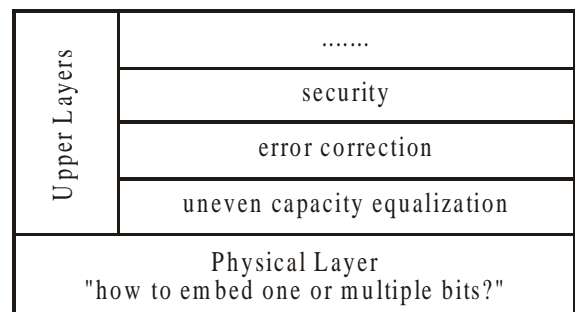 Upper Layers
.......
security
error correction
uneven capacity equalization
Physical Layer
"how to embed one or multiple bits?"